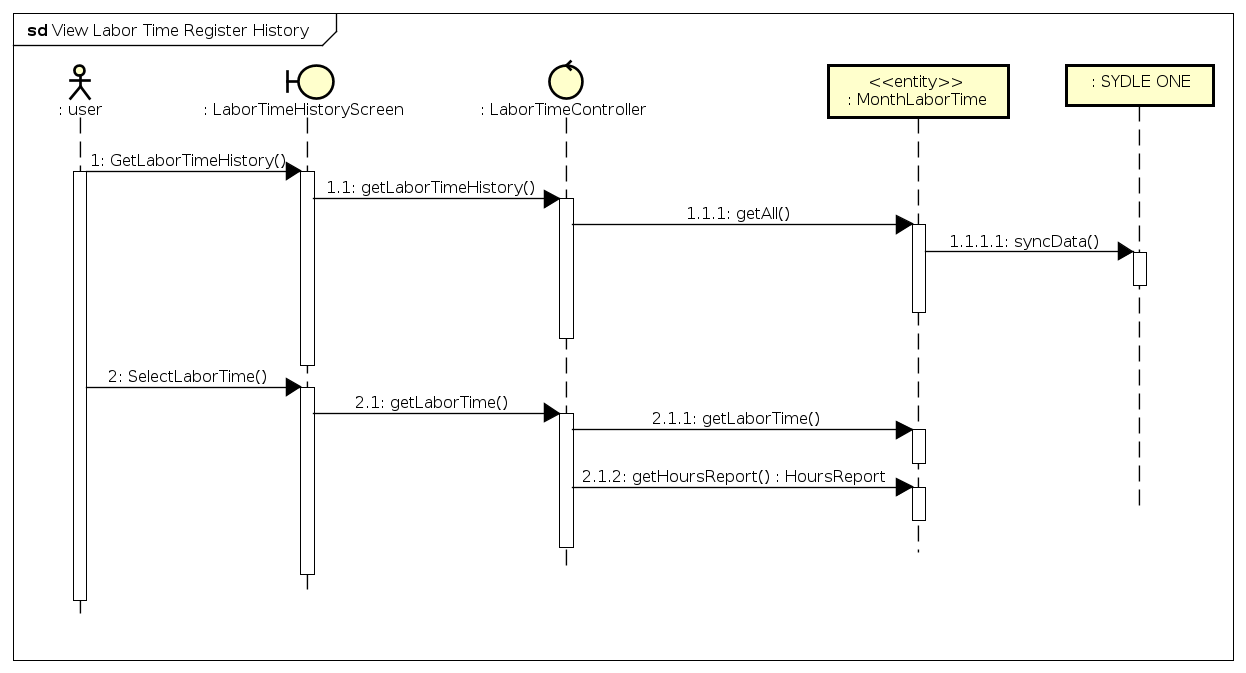 sd View Labor Time Register History
: user
: LaborTimeHistoryScreen
: LaborTimeController
<<entity>>
: MonthLaborTime
: SYDLE ONE
1: GetLaborTimeHistory()
1.1: getLaborTimeHistory()
1.1.1: getAll()
1.1.1.1: syncData()
2: SelectLaborTime()
2.1: getLaborTime()
2.1.1: getLaborTime()
2.1.2: getHoursReport() : HoursReport